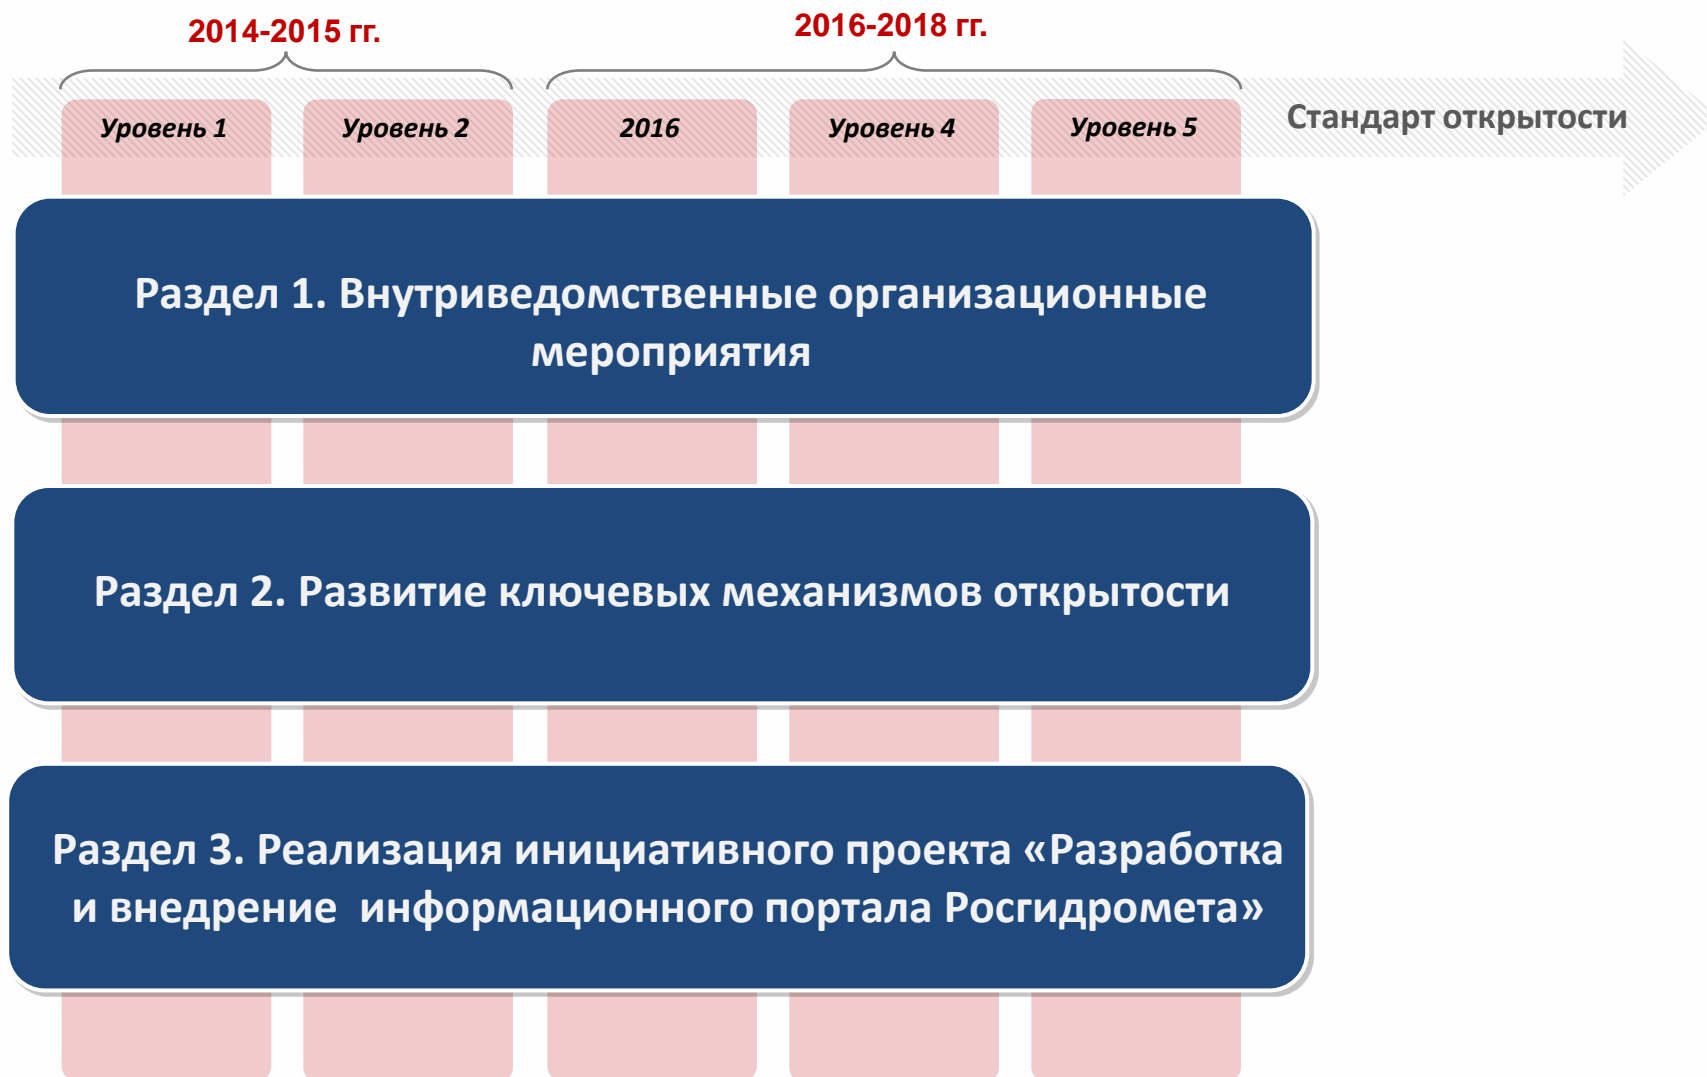 2014-2015 гг.
2016-2018 гг.
Уровень 1
Уровень 2
2016
Уровень 4
Уровень 5
Стандарт открытости
Раздел 1. Внутриведомственные организационные
мероприятия
Раздел 2. Развитие ключевых механизмов открытости
Раздел 3. Реализация инициативного проекта «Разработка
и внедрение информационного портала Росгидромета»